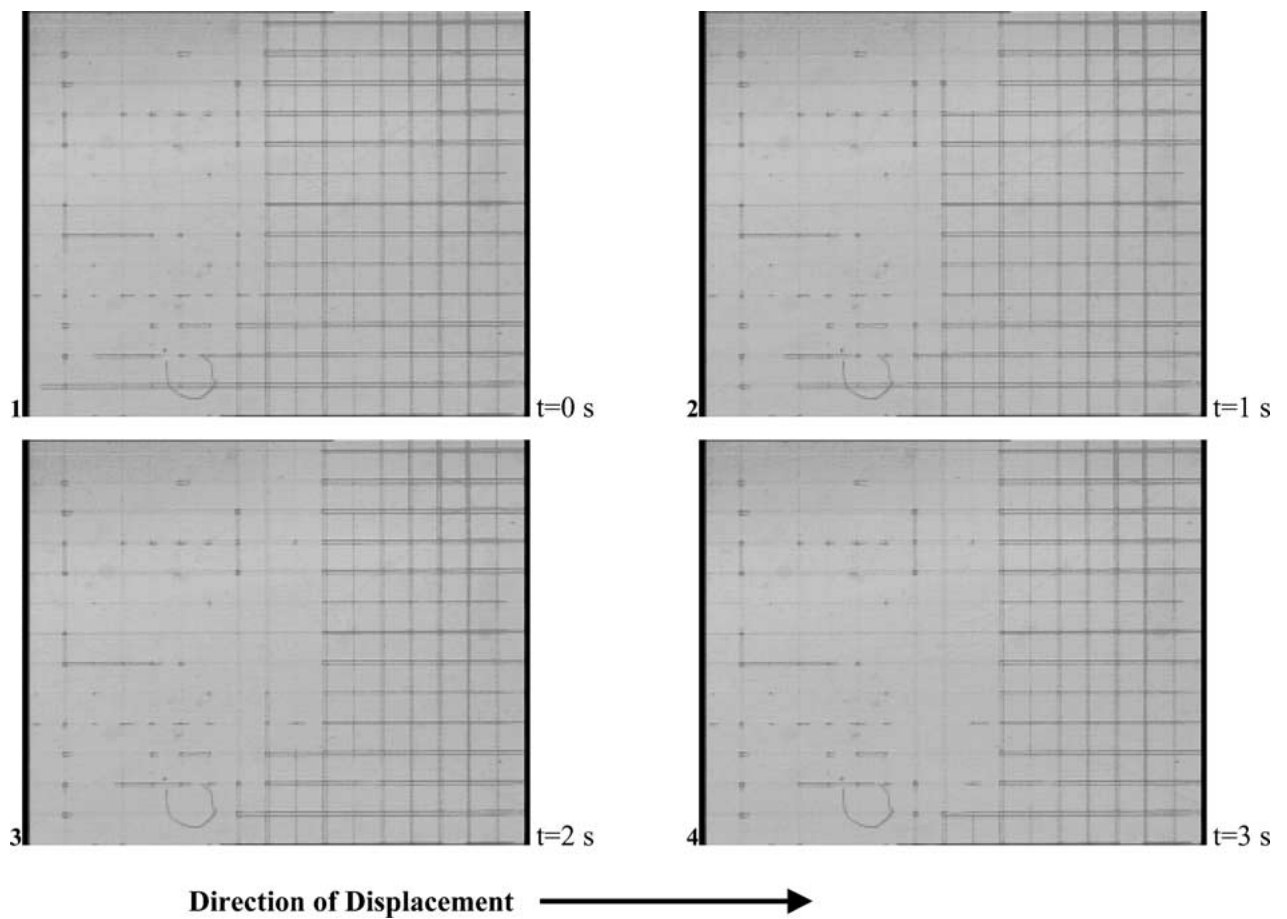 1
t=0 s
2
t=1 s
3
t=2 s
4
t=3 s
Direction of Displacement